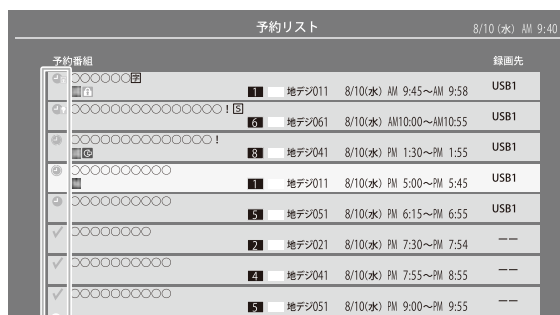 予約リスト
8/10 (水) AM 9:40
予約番組 録画先
○○○○○○字
1 地デジ011 8/10(水) AM 9:45〜AM 9:58 USB1
○○○○○○○○○○○○○○○！S
6 地デジ061 8/10(水) AM10:00〜AM10:55 USB1
○○○○○○○○○○○○○○！
8 地デジ041 8/10(水) PM 1:30〜PM 1:55 USB1
○○○○○○○○○○
1 地デジ011 8/10(水) PM 5:00〜PM 5:45 USB1
○○○○○○○○○○
5 地デジ051 8/10(水) PM 6:15〜PM 6:55 USB1
○○○○○○○○
2 地デジ021 8/10(水) PM 7:30〜PM 7:54 −−
○○○○○○○○○○
4 地デジ041 8/10(水) PM 7:55〜PM 8:55 −−
○○○○○○○○○○
5 地デジ051 8/10(水) PM 9:00〜PM 9:55 −−